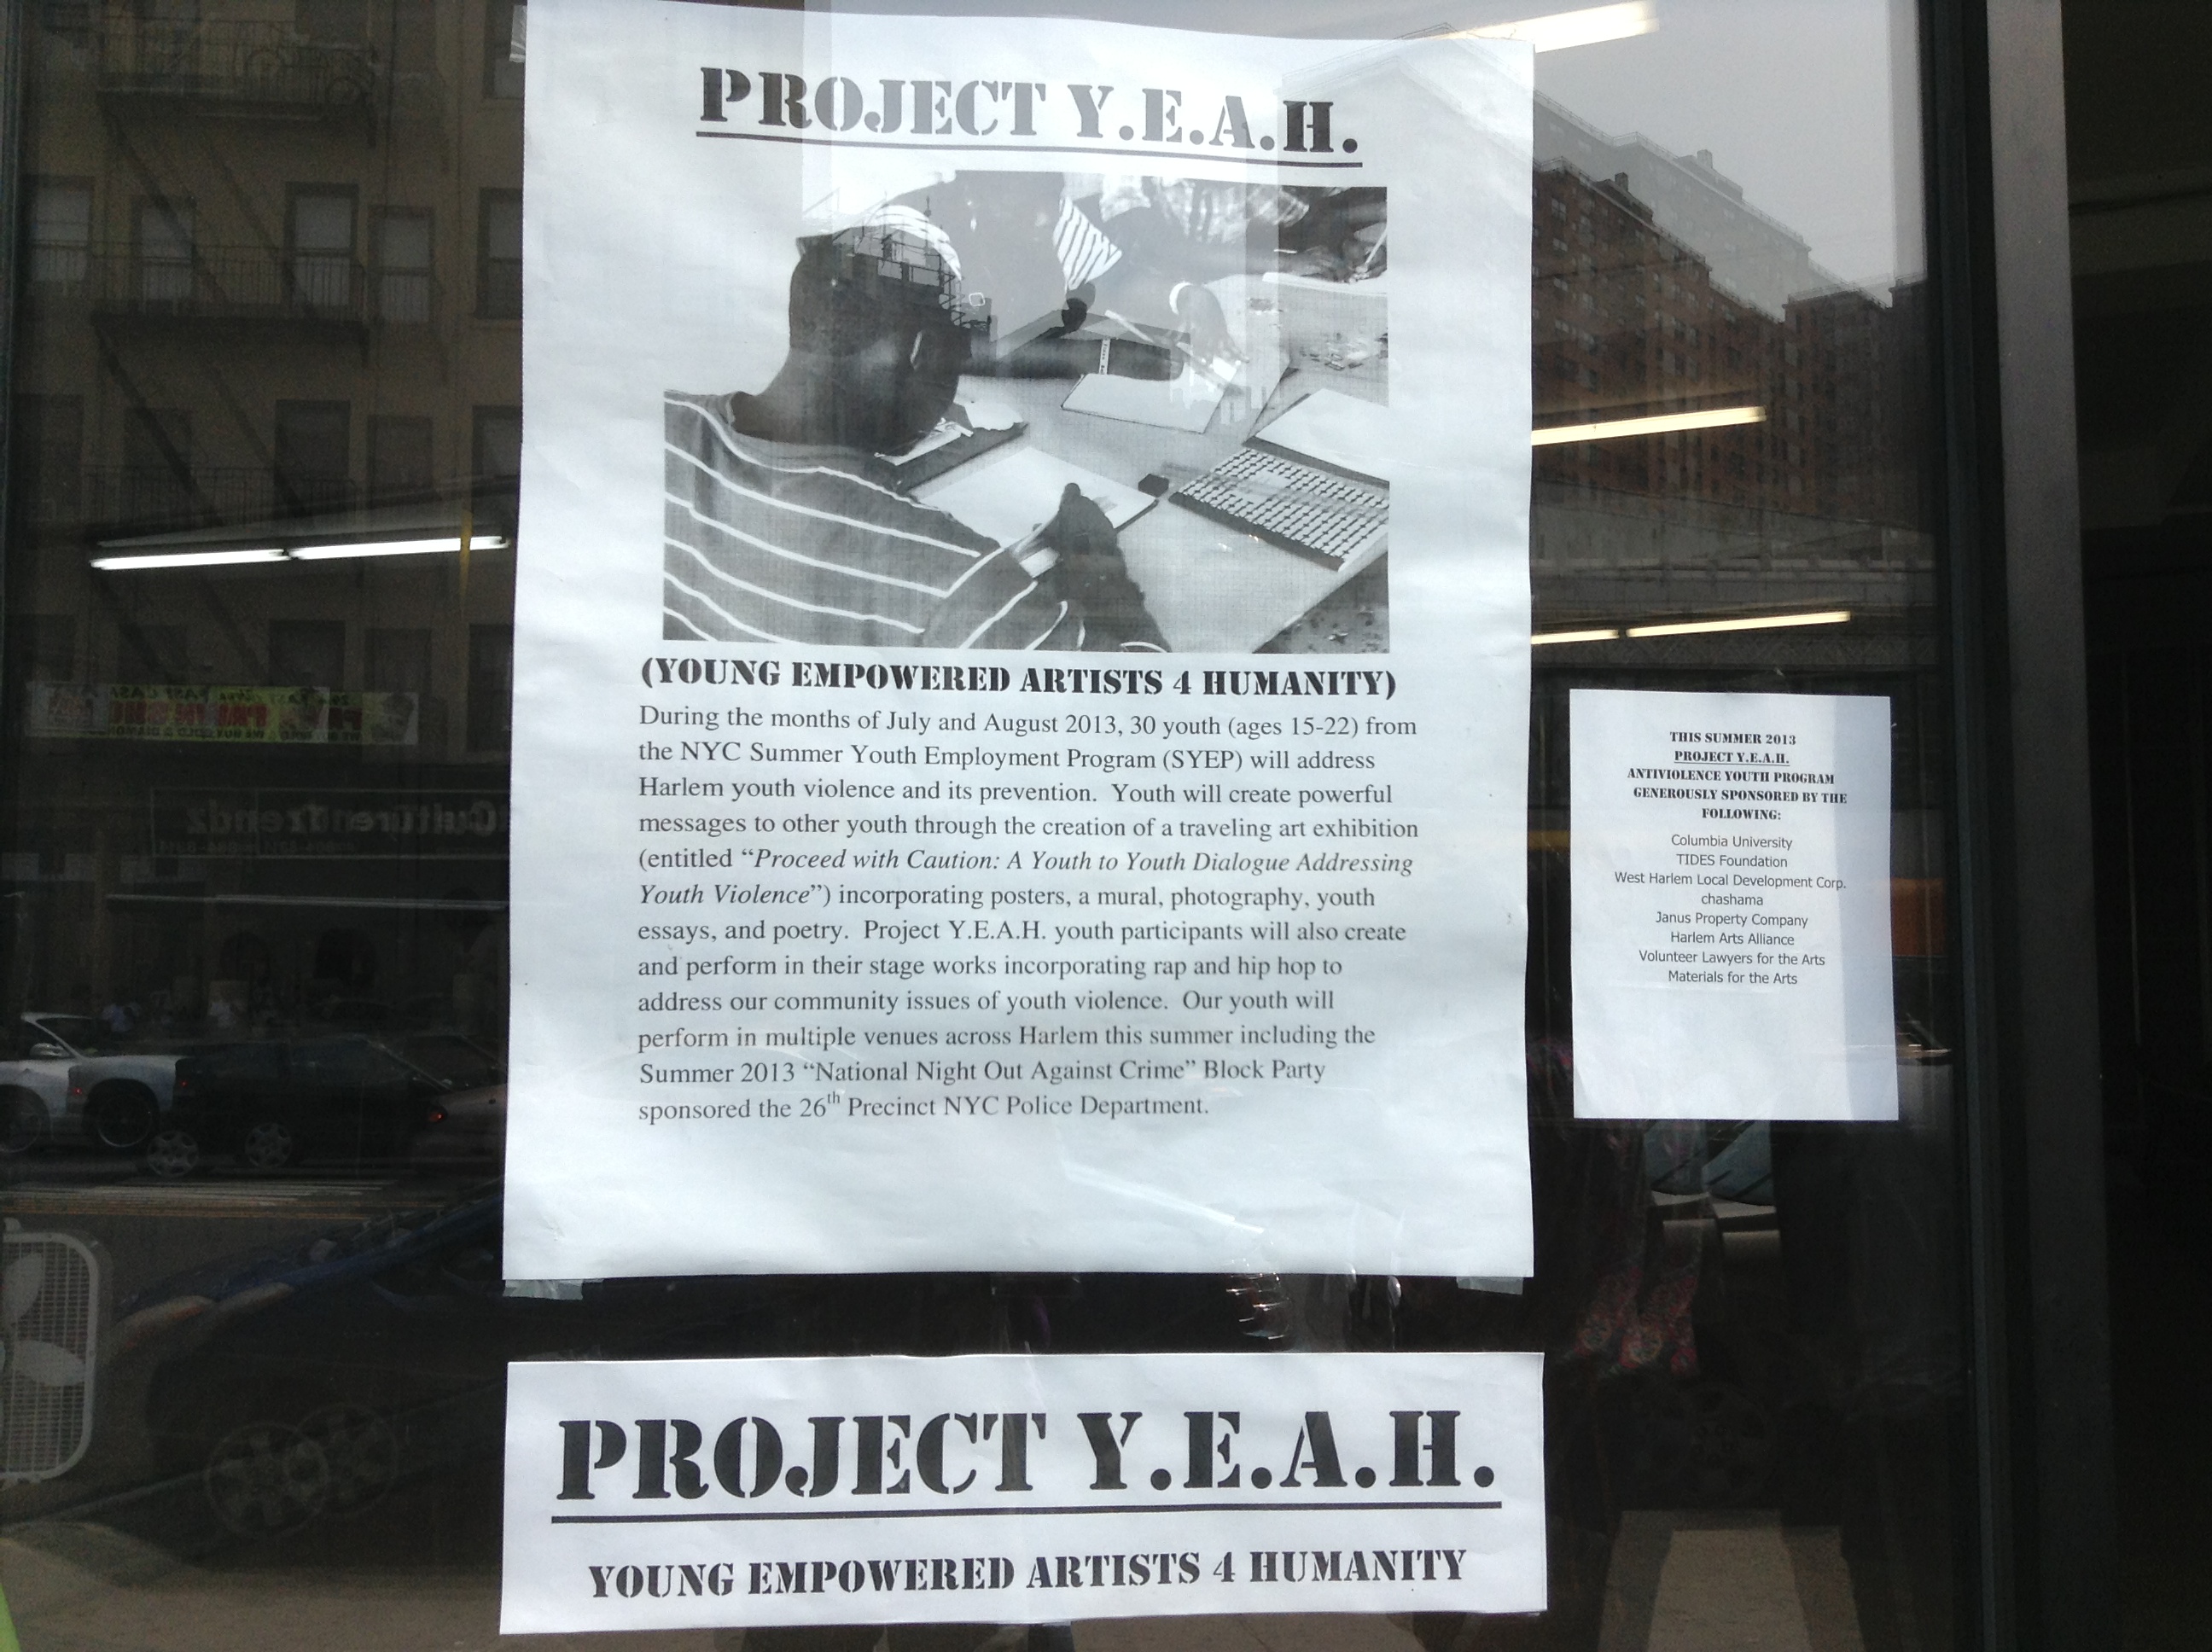 PROJECT Y.E.A.H.
(YOUNG EMPOWERED ARTISTS 4 HUMANITY)
During the months of July and August 2013, 30 youth (ages 15-22) from
the NYC Summer Youth Employment Program (SYEP) will address
Harlem youth violence and its prevention. Youth will create powerful
messages to other youth through the creation of a traveling art exhibition
(entitled “Proceed with Caution: A Youth to Youth Dialogue Addressing
Youth Violence”) incorporating posters, a mural, photography, youth
essays, and poetry. Project Y.E.A.H. youth participants will also create
and perform in their stage works incorporating rap and hip hop to
address our community issues of youth violence. Our youth will
perform in multiple venues across Harlem this summer including the
Summer 2013 “National Night Out Against Crime” Block Party
sponsored the 26th Precinct NYC Police Department.
THIS SUMMER 2013
PROJECT Y.E.A.H.
ANTIVIOLENCE YOUTH PROGRAM
GENEROUSLY SPONSORED BY THE
FOLLOWING:
Columbia University
TIDES Foundation
West Harlem Local Development Corp.
chashama
Janus Property Company
Harlem Arts Alliance
Volunteer Lawyers for the Arts
Materials for the Arts
PROJECT Y.E.A.H.
YOUNG EMPOWERED ARTISTS 4 HUMANITY